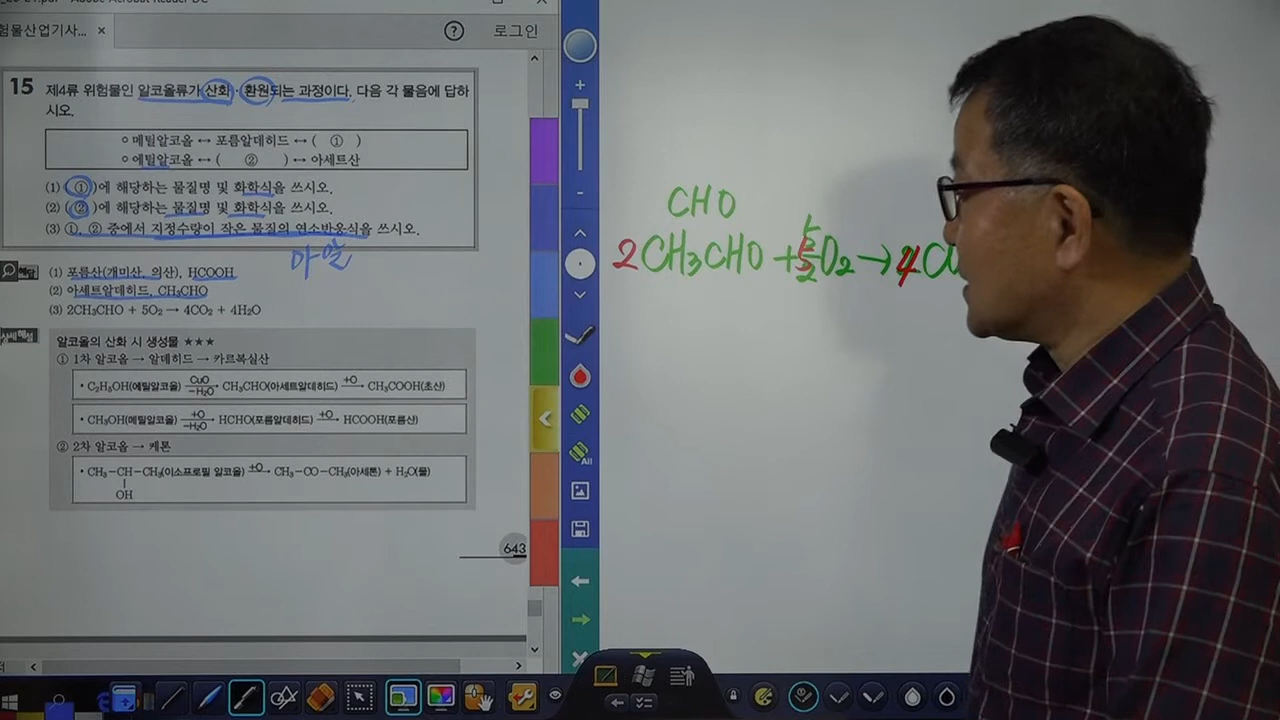 험물산업기사...
×
?
로그인
15 제4류 위험물인 알코올류가 산화·환원되는 과정이다. 다음 각 물음에 답하
시오.
○ 메틸알코올 ↔ 포름알데히드 ↔ ( ① )
○ 에틸알코올 ↔ ( ② ) ↔ 아세트산
(1) ( ① )에 해당하는 물질명 및 화학식을 쓰시오.
(2) ( ② )에 해당하는 물질명 및 화학식을 쓰시오.
(3) ①, ② 중에서 지정수량이 작은 물질의 연소반응식을 쓰시오.
(1) 포름산(개미산, 의산), HCOOH
(2) 아세트알데히드, CH₃CHO
(3) 2CH₃CHO + 5O₂ → 4CO₂ + 4H₂O
알코올의 산화 시 생성물 ★★★
① 1차 알코올 → 알데히드 → 카르복실산
• C₂H₅OH(에틸알코올) CuO −H₂O → CH₃CHO(아세트알데히드) +O → CH₃COOH(초산)
• CH₃OH(메틸알코올) +O −H₂O → HCHO(포름알데히드) +O → HCOOH(포름산)
② 2차 알코올 → 케톤
• CH₃−CH−CH₃(이소프로필 알코올) +O → CH₃−CO−CH₃(아세톤) + H₂O(물)
OH
643
CHO
2CH₃CHO + 5/2 O₂ → 4CO
All